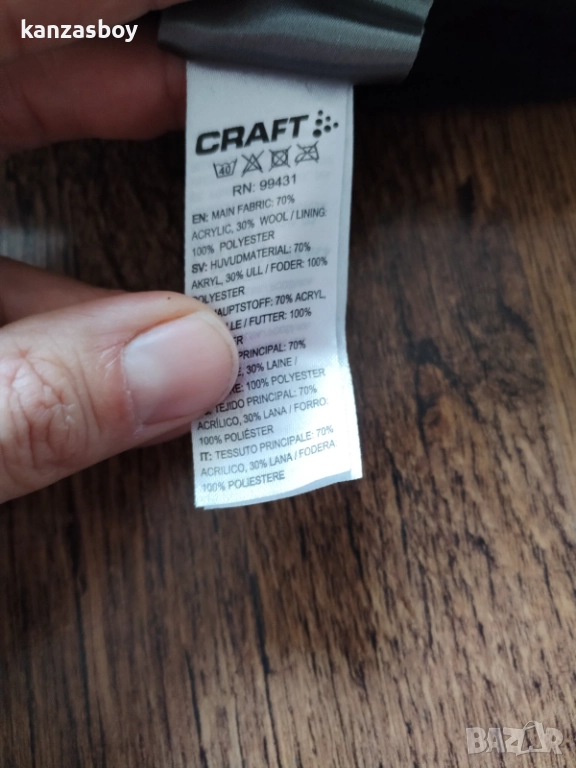 kanzasboy
CRAFT
40
RN: 99431
EN: MAIN FABRIC: 70%
ACRYLIC, 30% WOOL / LINING:
100% POLYESTER
SV: HUVUDMATERIAL: 70%
AKRYL, 30% ULL / FODER: 100%
POLYESTER
HAUPTSTOFF: 70% ACRYL,
/ FUTTER: 100%
PRINCIPAL: 70%
30% LAINE /
100% POLYESTER
TEJIDO PRINCIPAL: 70%
ACRÍLICO, 30% LANA / FORRO:
100% POLIÉSTER
IT: TESSUTO PRINCIPALE: 70%
ACRILICO, 30% LANA / FODERA
100% POLIESTERE
BAZAR